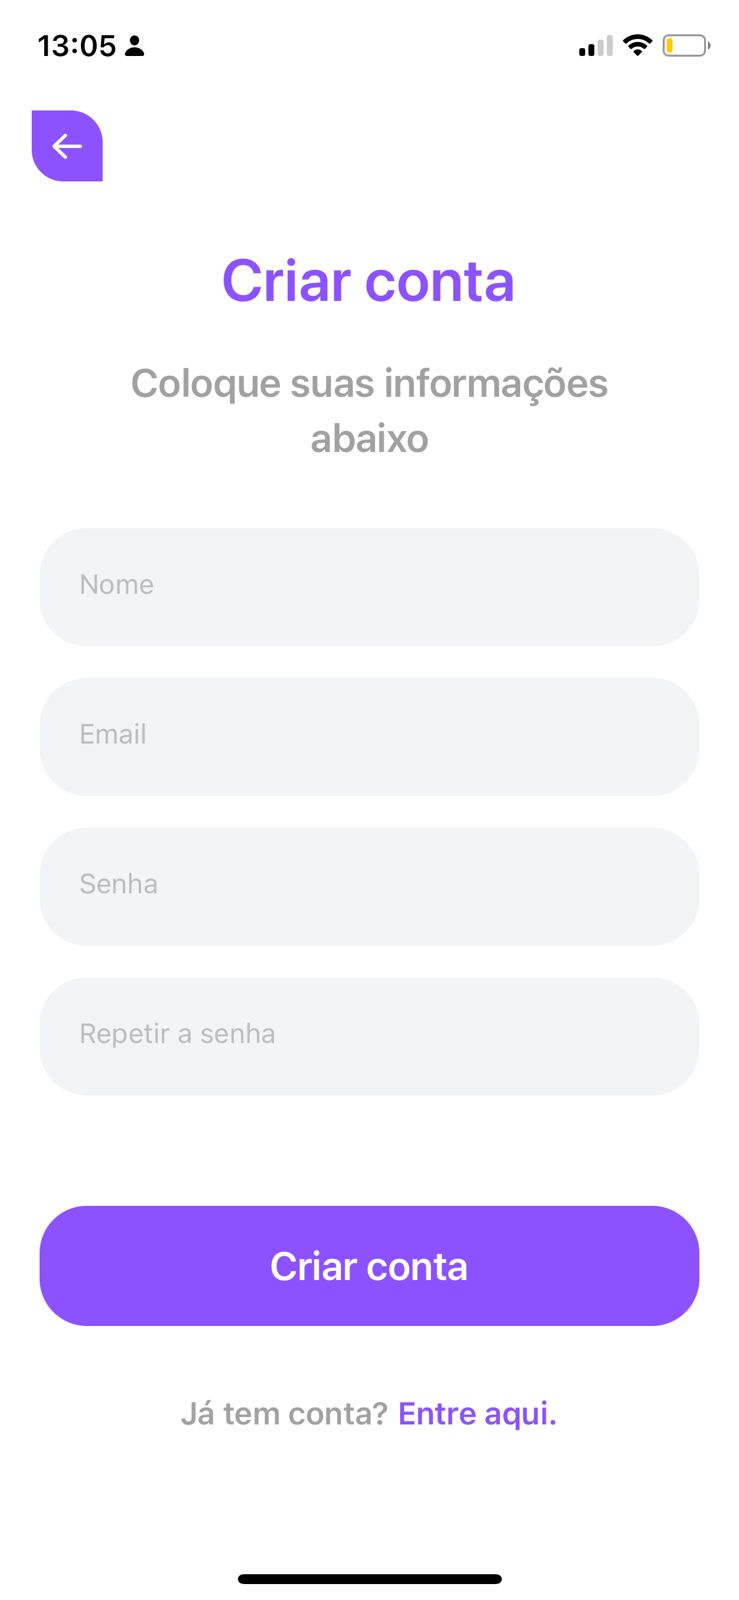 13:05
Criar conta
Coloque suas informações
abaixo
Nome
Email
Senha
Repetir a senha
Criar conta
Já tem conta? Entre aqui.